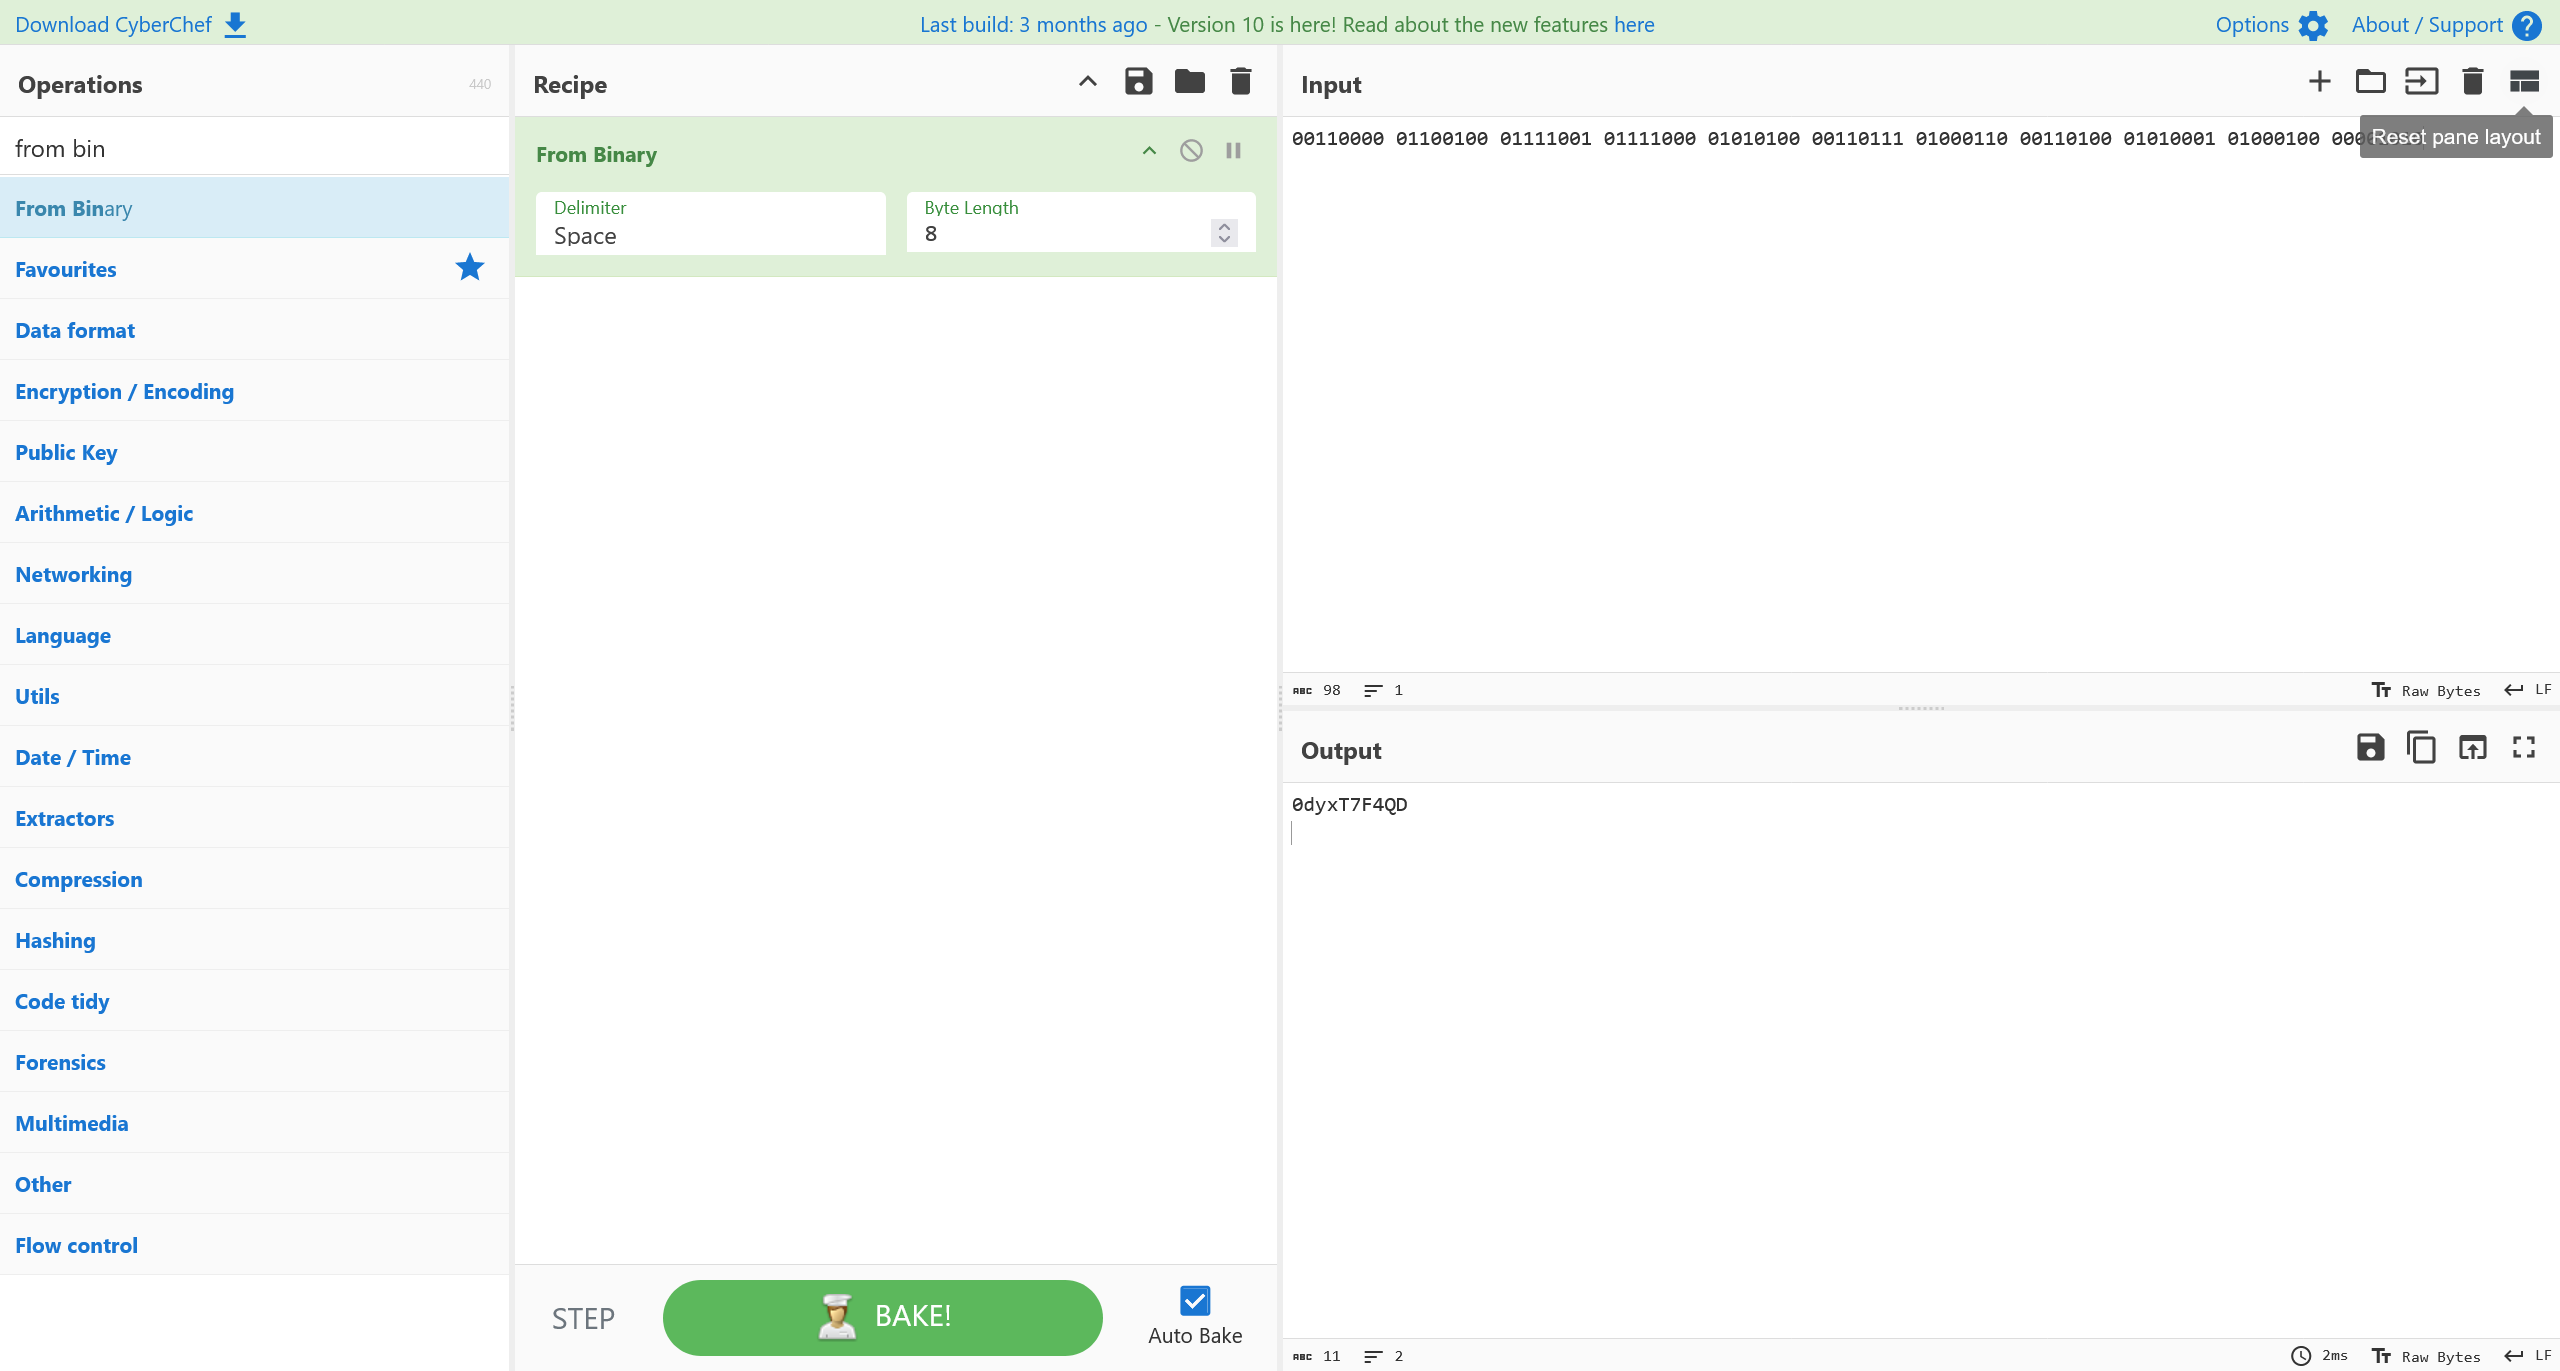 Download CyberChef
Last build: 3 months ago - Version 10 is here! Read about the new features here
Options
About / Support
Operations
440
from bin
From Binary
Favourites
Data format
Encryption / Encoding
Public Key
Arithmetic / Logic
Networking
Language
Utils
Date / Time
Extractors
Compression
Hashing
Code tidy
Forensics
Multimedia
Other
Flow control
Recipe
From Binary
Delimiter
Space
Byte Length
8
STEP
BAKE!
Auto Bake
Input
00110000 01100100 01111001 01111000 01010100 00110111 01000110 00110100 01010001 01000100
Reset pane layout
ABC 98 1
Raw Bytes
LF
Output
0dyxT7F4QD
ABC 11 2
2ms
Raw Bytes
LF